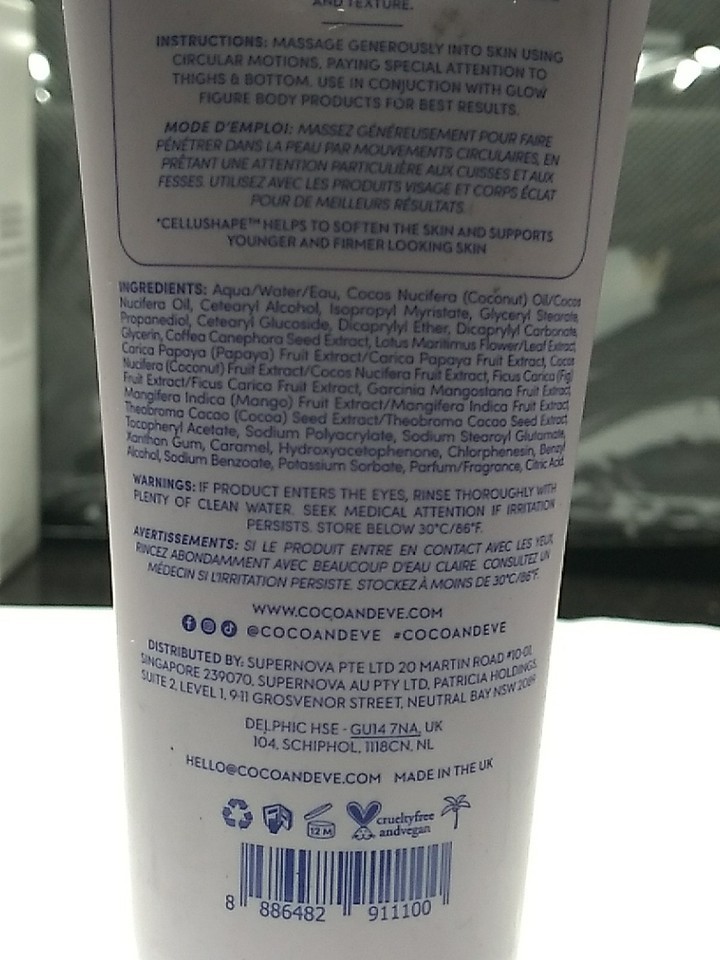 AND TEXTURE.
INSTRUCTIONS: MASSAGE GENEROUSLY INTO SKIN USING
CIRCULAR MOTIONS, PAYING SPECIAL ATTENTION TO
THIGHS & BOTTOM. USE IN CONJUCTION WITH GLOW
FIGURE BODY PRODUCTS FOR BEST RESULTS.
MODE D'EMPLOI: MASSEZ GÉNÉREUSEMENT POUR FAIRE
PÉNÉTRER DANS LA PEAU PAR MOUVEMENTS CIRCULAIRES, EN
PRÊTANT UNE ATTENTION PARTICULIÈRE AUX CUISSES ET AUX
FESSES. UTILISEZ AVEC LES PRODUITS VISAGE ET CORPS ÉCLAT
POUR DE MEILLEURS RÉSULTATS.
*CELLUSHAPE™ HELPS TO SOFTEN THE SKIN AND SUPPORTS
YOUNGER AND FIRMER LOOKING SKIN
INGREDIENTS: Aqua/Water/Eau, Cocos Nucifera (Coconut) Oil/Cocos
Nucifera Oil, Cetearyl Alcohol, Isopropyl Myristate, Glyceryl Stearate,
Propanediol, Cetearyl Glucoside, Dicaprylyl Ether, Dicaprylyl Carbonate,
Glycerin, Coffea Canephora Seed Extract, Lotus Maritimus Flower/Leaf Extract,
Carica Papaya (Papaya) Fruit Extract/Carica Papaya Fruit Extract, Cocos
Nucifera (Coconut) Fruit Extract/Cocos Nucifera Fruit Extract, Ficus Carica (Fig)
Fruit Extract/Ficus Carica Fruit Extract, Garcinia Mangostana Fruit Extract,
Mangifera Indica (Mango) Fruit Extract/Mangifera Indica Fruit Extract,
Theobroma Cacao (Cocoa) Seed Extract/Theobroma Cacao Seed Extract,
Tocopheryl Acetate, Sodium Polyacrylate, Sodium Stearoyl Glutamate,
Xanthan Gum, Caramel, Hydroxyacetophenone, Chlorphenesin, Benzyl
Alcohol, Sodium Benzoate, Potassium Sorbate, Parfum/Fragrance, Citric Acid.
WARNINGS: IF PRODUCT ENTERS THE EYES, RINSE THOROUGHLY WITH
PLENTY OF CLEAN WATER. SEEK MEDICAL ATTENTION IF IRRITATION
PERSISTS. STORE BELOW 30°C/86°F.
AVERTISSEMENTS: SI LE PRODUIT ENTRE EN CONTACT AVEC LES YEUX,
RINCEZ ABONDAMMENT AVEC BEAUCOUP D'EAU CLAIRE. CONSULTEZ UN
MÉDECIN SI L'IRRITATION PERSISTE. STOCKEZ À MOINS DE 30°C/86°F.
WWW.COCOANDEVE.COM
@COCOANDEVE #COCOANDEVE
DISTRIBUTED BY: SUPERNOVA PTE LTD 20 MARTIN ROAD #10-01,
SINGAPORE 239070, SUPERNOVA AU PTY LTD, PATRICIA HOLDINGS,
SUITE 2, LEVEL 1, 9-11 GROSVENOR STREET, NEUTRAL BAY NSW 2089
DELPHIC HSE - GU14 7NA, UK
104, SCHIPHOL, 1118CN, NL
HELLO@COCOANDEVE.COM MADE IN THE UK
12 M
crueltyfree
andvegan
8 886482 911100